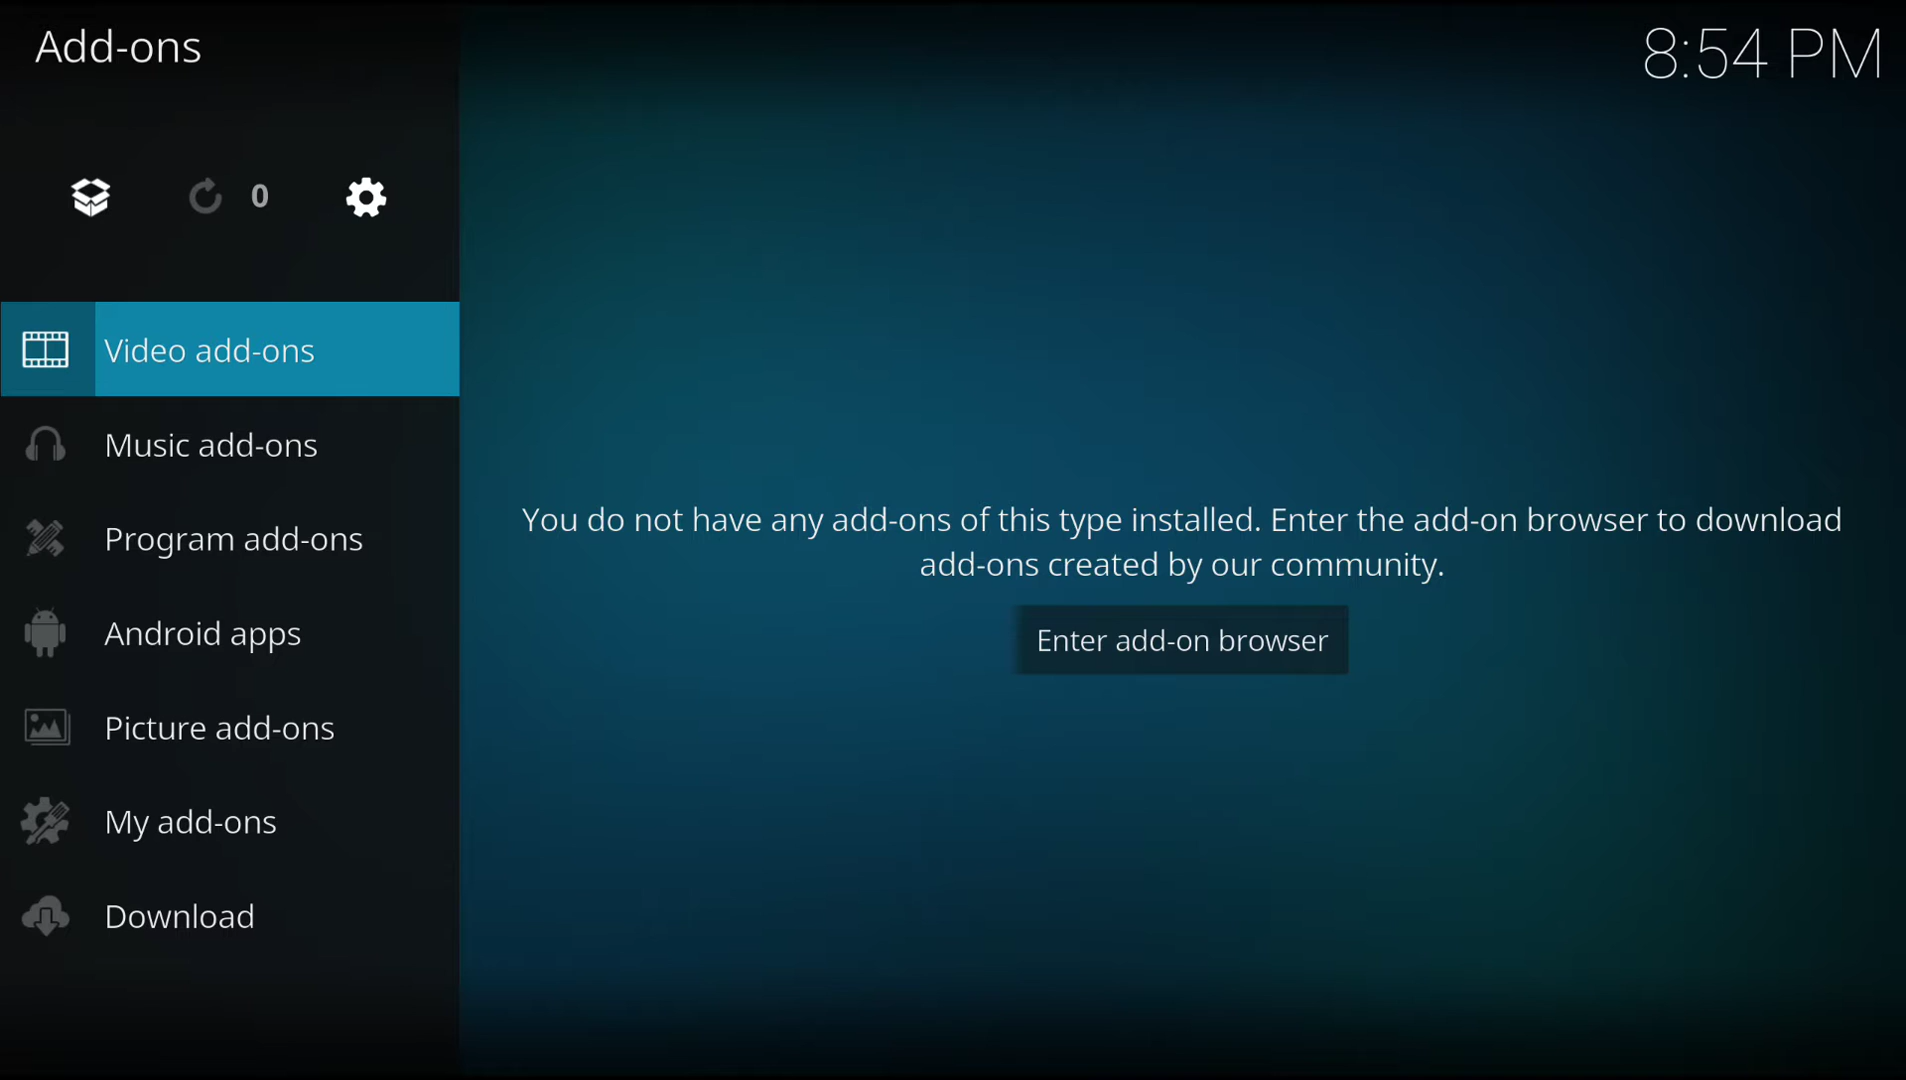 Add-ons
8:54 PM
0
Video add-ons
Music add-ons
Program add-ons
Android apps
Picture add-ons
My add-ons
Download
You do not have any add-ons of this type installed. Enter the add-on browser to download
add-ons created by our community.
Enter add-on browser